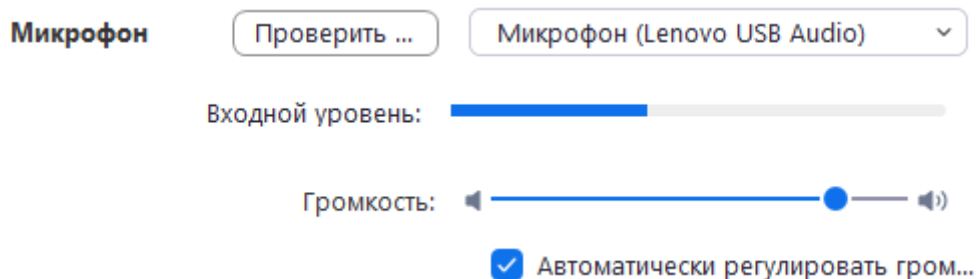 Микрофон Проверить ... Микрофон (Lenovo USB Audio)
Входной уровень:
Громкость:
Автоматически регулировать гром...